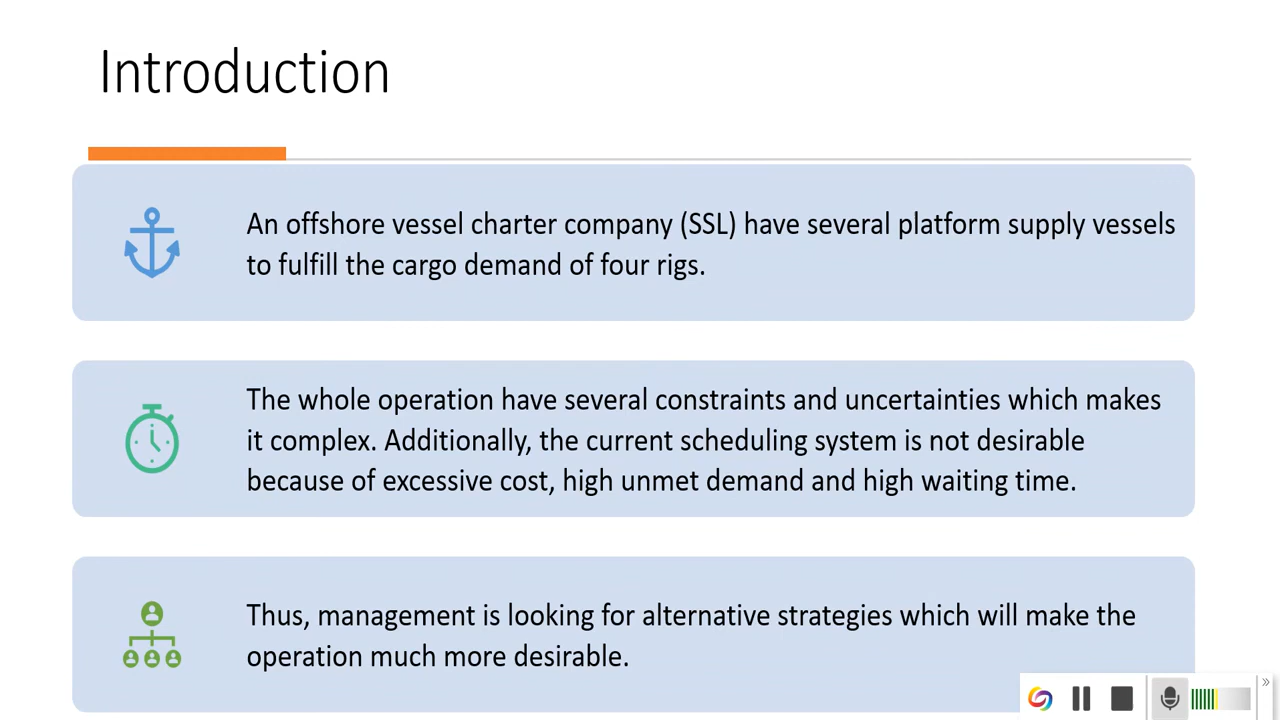 Introduction
An offshore vessel charter company (SSL) have several platform supply vessels
to fulfill the cargo demand of four rigs.
The whole operation have several constraints and uncertainties which makes
it complex. Additionally, the current scheduling system is not desirable
because of excessive cost, high unmet demand and high waiting time.
Thus, management is looking for alternative strategies which will make the
operation much more desirable.
»